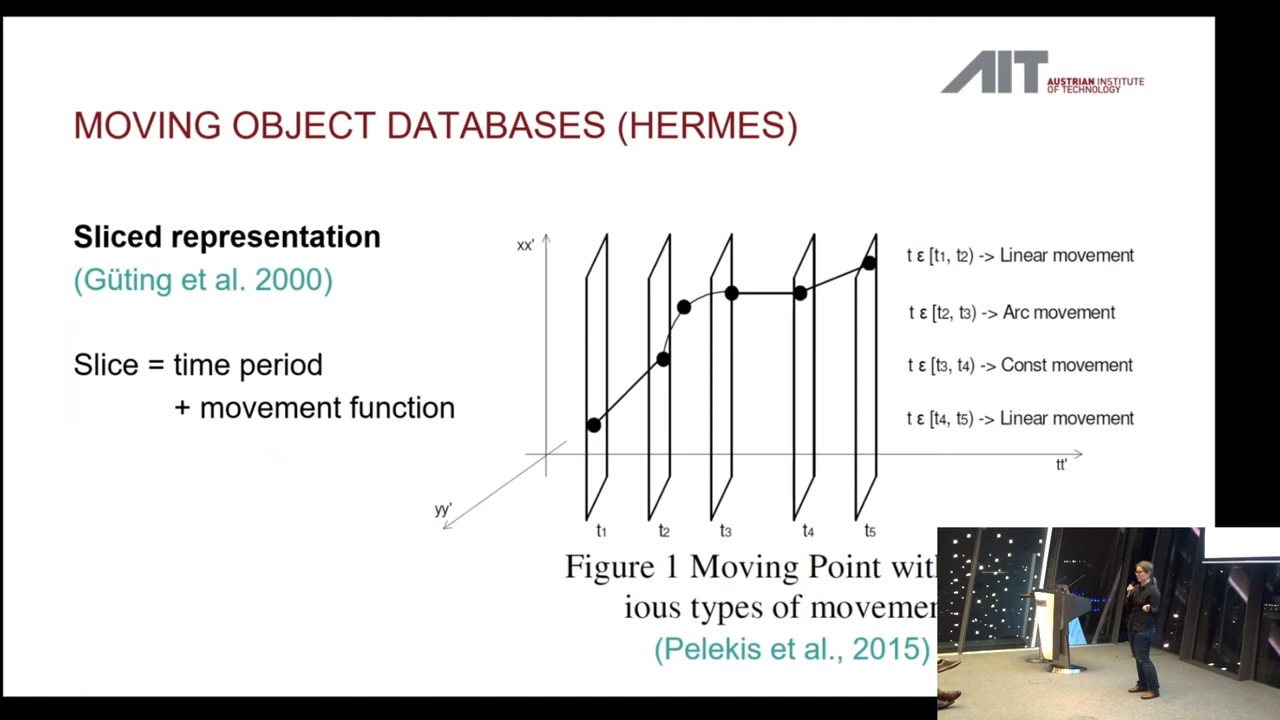 AIT AUSTRIAN INSTITUTE
OF TECHNOLOGY
MOVING OBJECT DATABASES (HERMES)
Sliced representation
(Güting et al. 2000)
Slice = time period
+ movement function
xx'
yy'
tt'
t1 t2 t3 t4 t5
t ε [t1, t2) -> Linear movement
t ε [t2, t3) -> Arc movement
t ε [t3, t4) -> Const movement
t ε [t4, t5) -> Linear movement
Figure 1 Moving Point
ious types of
(Pelekis et al., 2015)